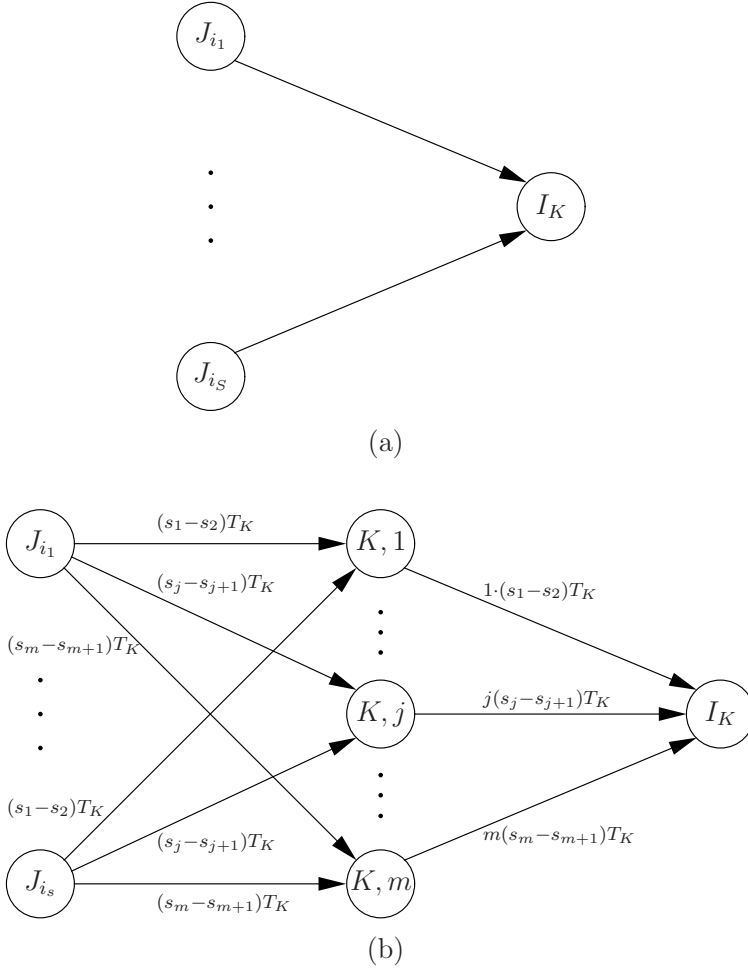 J_{i_1}
I_K
J_{i_S}
(a)
J_{i_1}
(s_1−s_2)T_K
K, 1
(s_j−s_{j+1})T_K
1·(s_1−s_2)T_K
(s_m−s_{m+1})T_K
K, j
j(s_j−s_{j+1})T_K
I_K
(s_1−s_2)T_K
(s_j−s_{j+1})T_K
m(s_m−s_{m+1})T_K
J_{i_s}
(s_m−s_{m+1})T_K
K, m
(b)